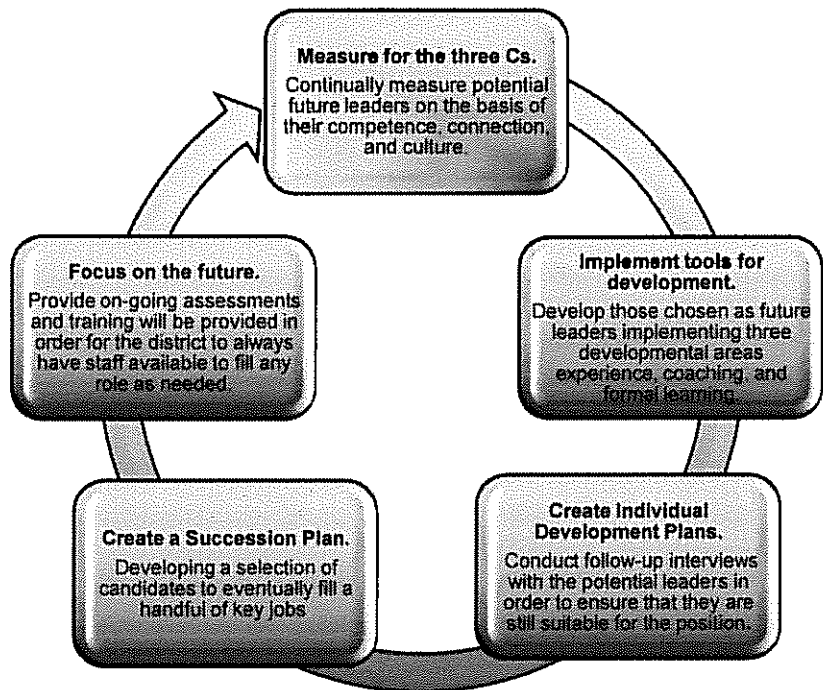 Measure for the three Cs.
Continually measure potential
future leaders on the basis of
their competence, connection,
and culture.
Implement tools for
development.
Develop those chosen as future
leaders implementing three
developmental areas
experience, coaching, and
formal learning.
Create Individual
Development Plans.
Conduct follow-up interviews
with the potential leaders in
order to ensure that they are
still suitable for the position.
Create a Succession Plan.
Developing a selection of
candidates to eventually fill a
handful of key jobs
Focus on the future.
Provide on-going assessments
and training will be provided in
order for the district to always
have staff available to fill any
role as needed.